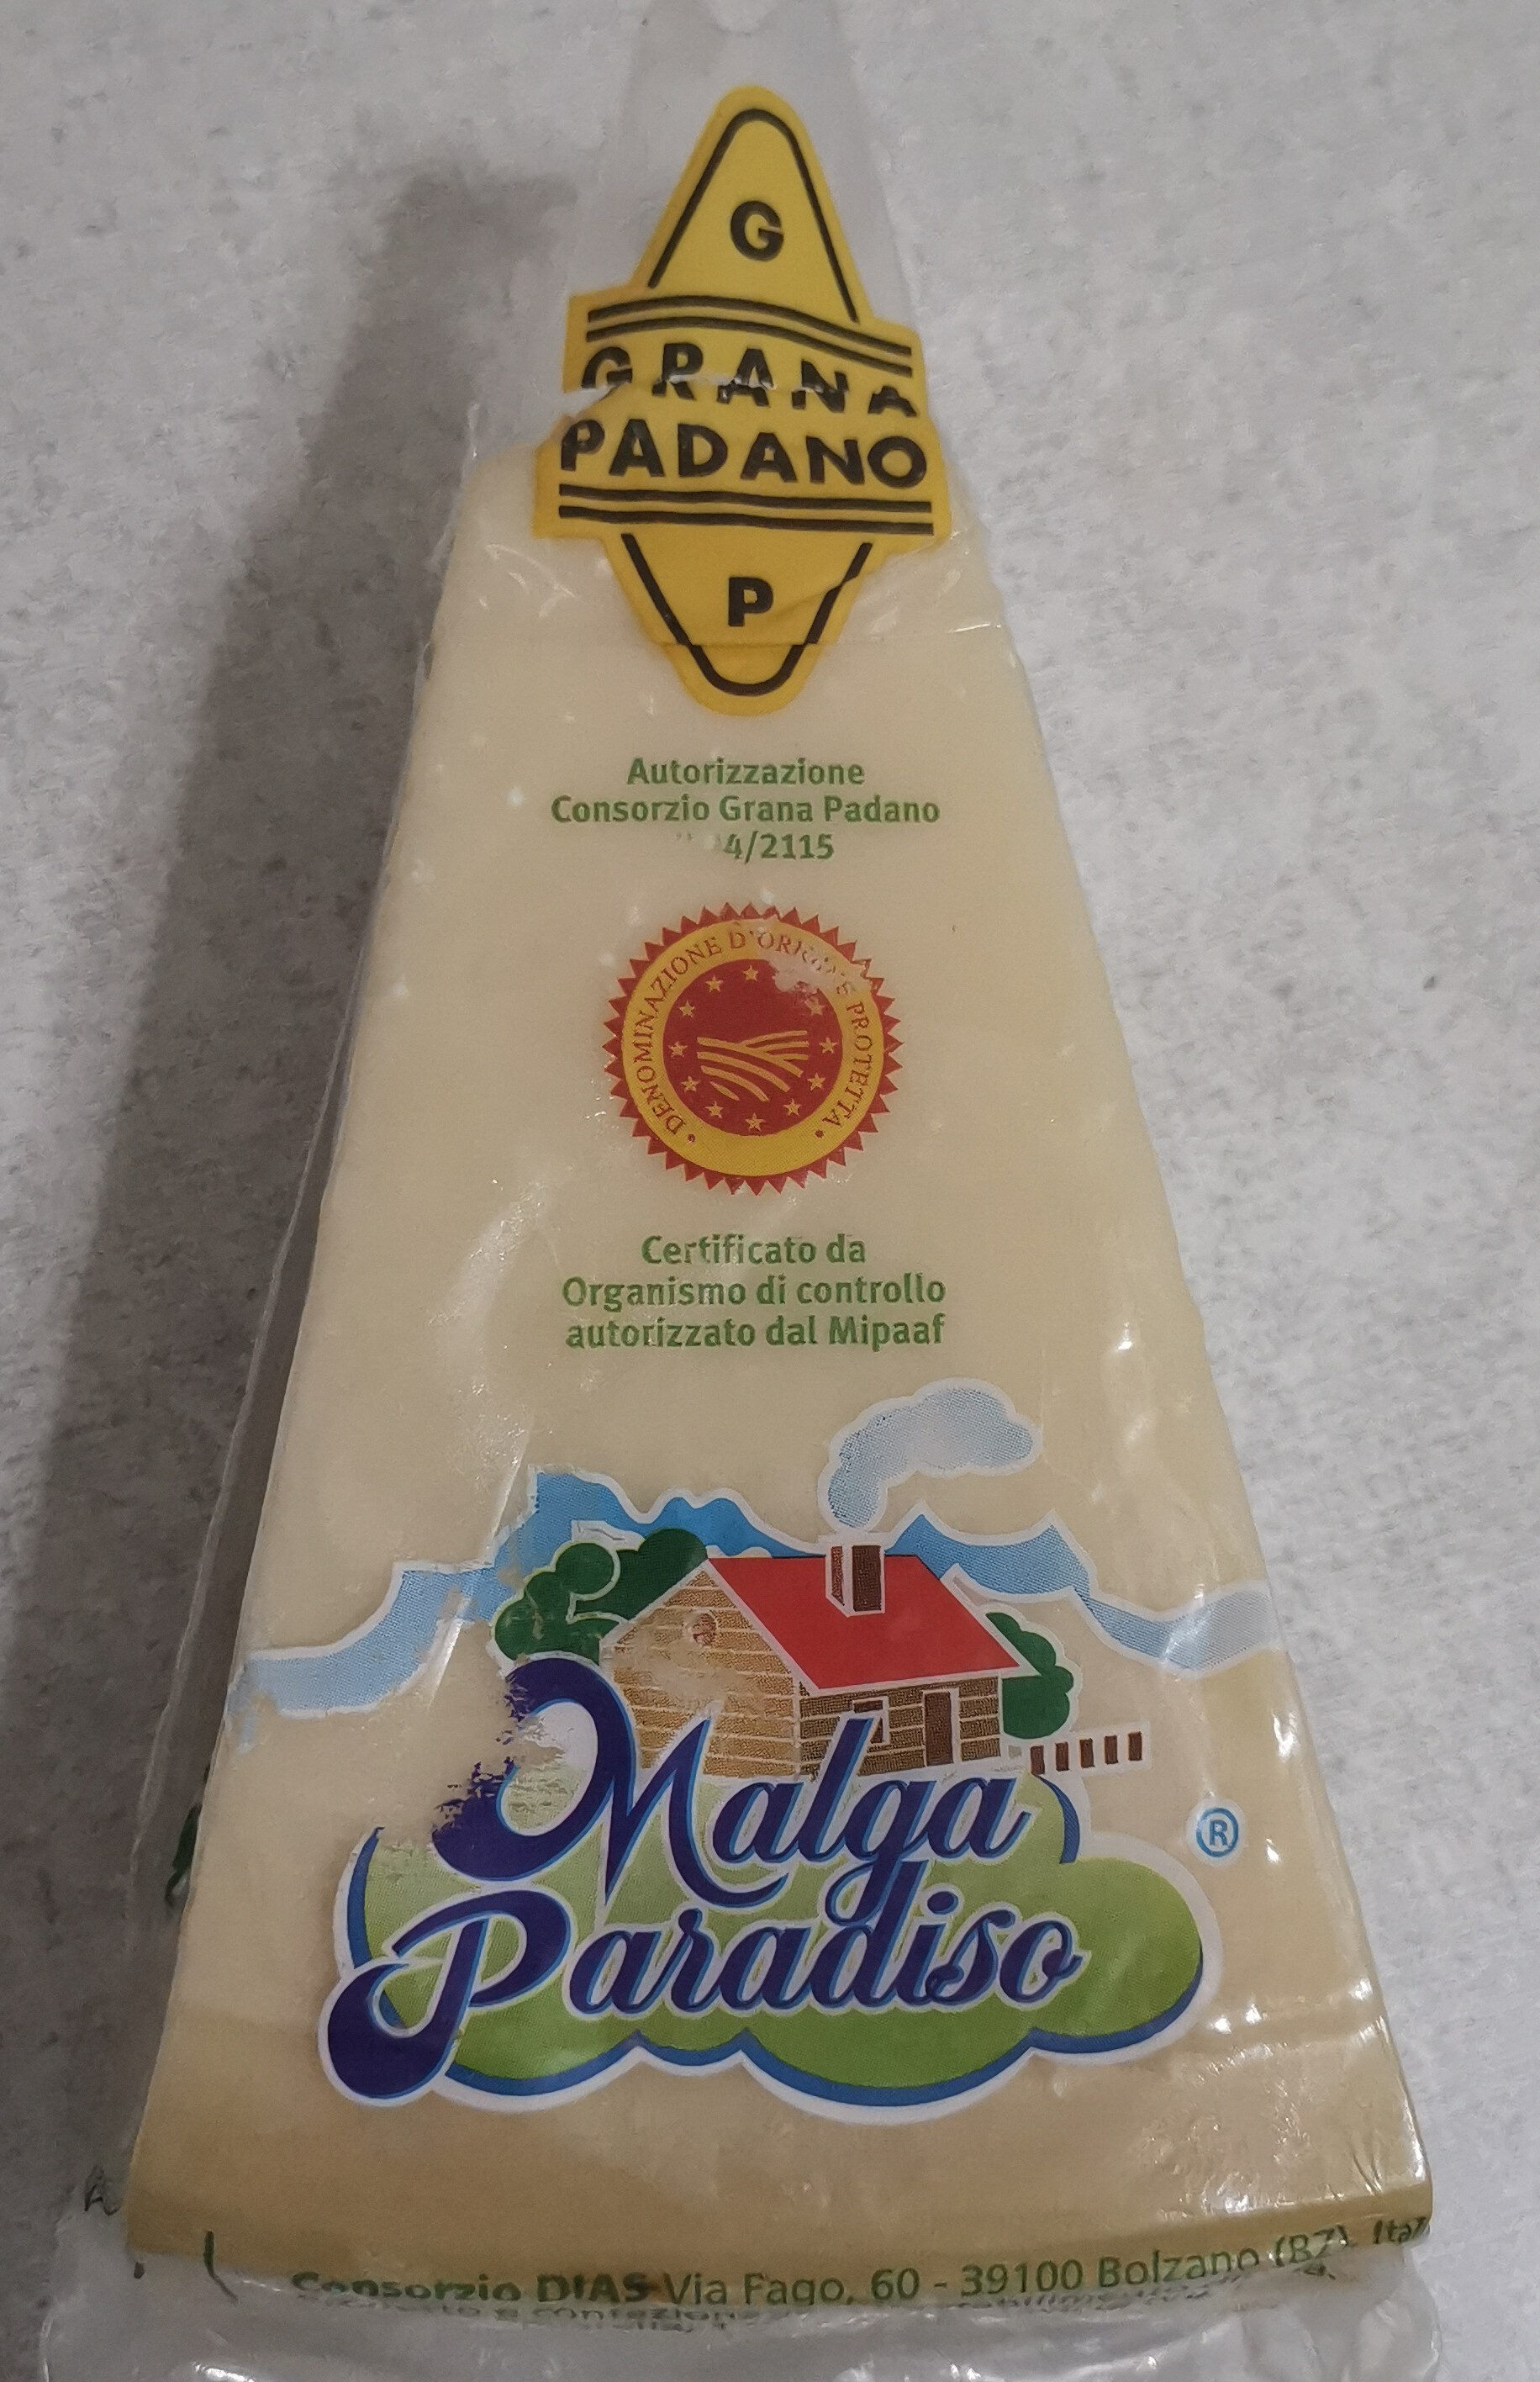 G
GRANA
PADANO
P
Autorizzazione
Consorzio Grana Padano
4/2115
DENOMINAZIONE D'ORIGINE PROTETTA
Certificato da
Organismo di controllo
autorizzato dal Mipaaf
Malga
Paradiso
®
Consorzio DIAS Via Fago, 60 - 39100 Bolzano (BZ)